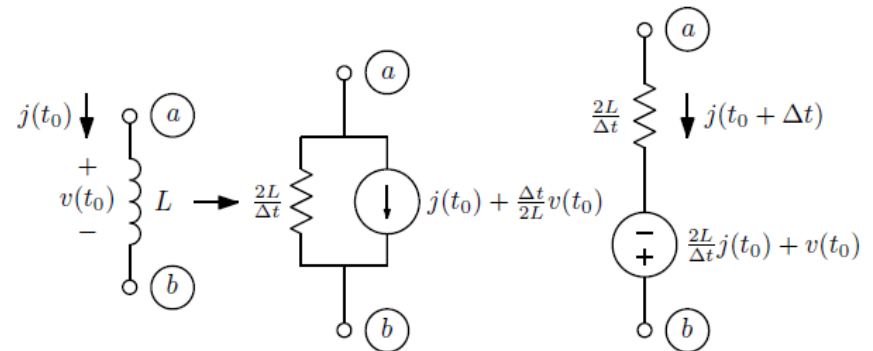 j(t₀)
a
+
v(t₀)
−
L
b
a
2L/Δt
j(t₀) + Δt/2L v(t₀)
b
a
2L/Δt
j(t₀ + Δt)
−
+
2L/Δt j(t₀) + v(t₀)
b